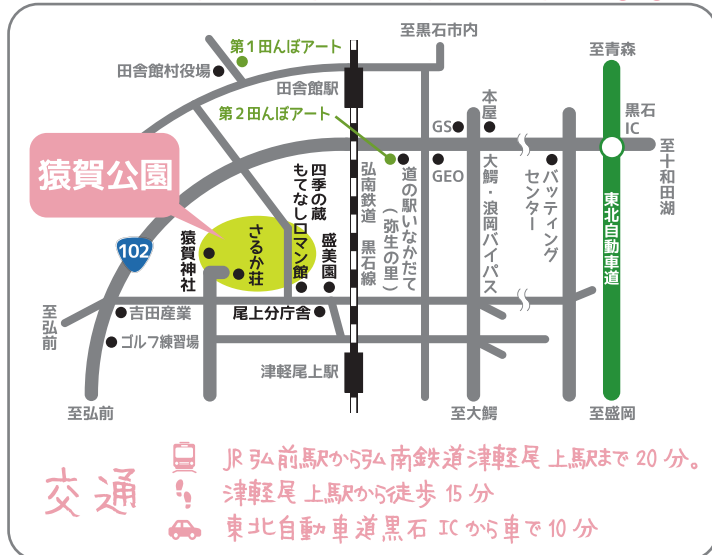 至黒石市内
第1田んぼアート
至青森
田舎館村役場
田舎館駅
本屋
黒石
IC
第2田んぼアート
GS
至十和田湖
猿賀公園
四季の蔵
もてなしロマン館
弘南鉄道 黒石線
道の駅いなかだて
(弥生の里)
GEO
大鰐・浪岡バイパス
バッティング
センター
東北自動車道
102
猿賀神社
さるか荘
盛美園
至弘前
吉田産業
尾上分庁舎
ゴルフ練習場
津軽尾上駅
至弘前
至大鰐
至盛岡
交通
JR 弘前駅から弘南鉄道津軽尾上駅まで 20 分。
津軽尾上駅から徒歩 15 分
東北自動車道黒石 IC から車で 10 分